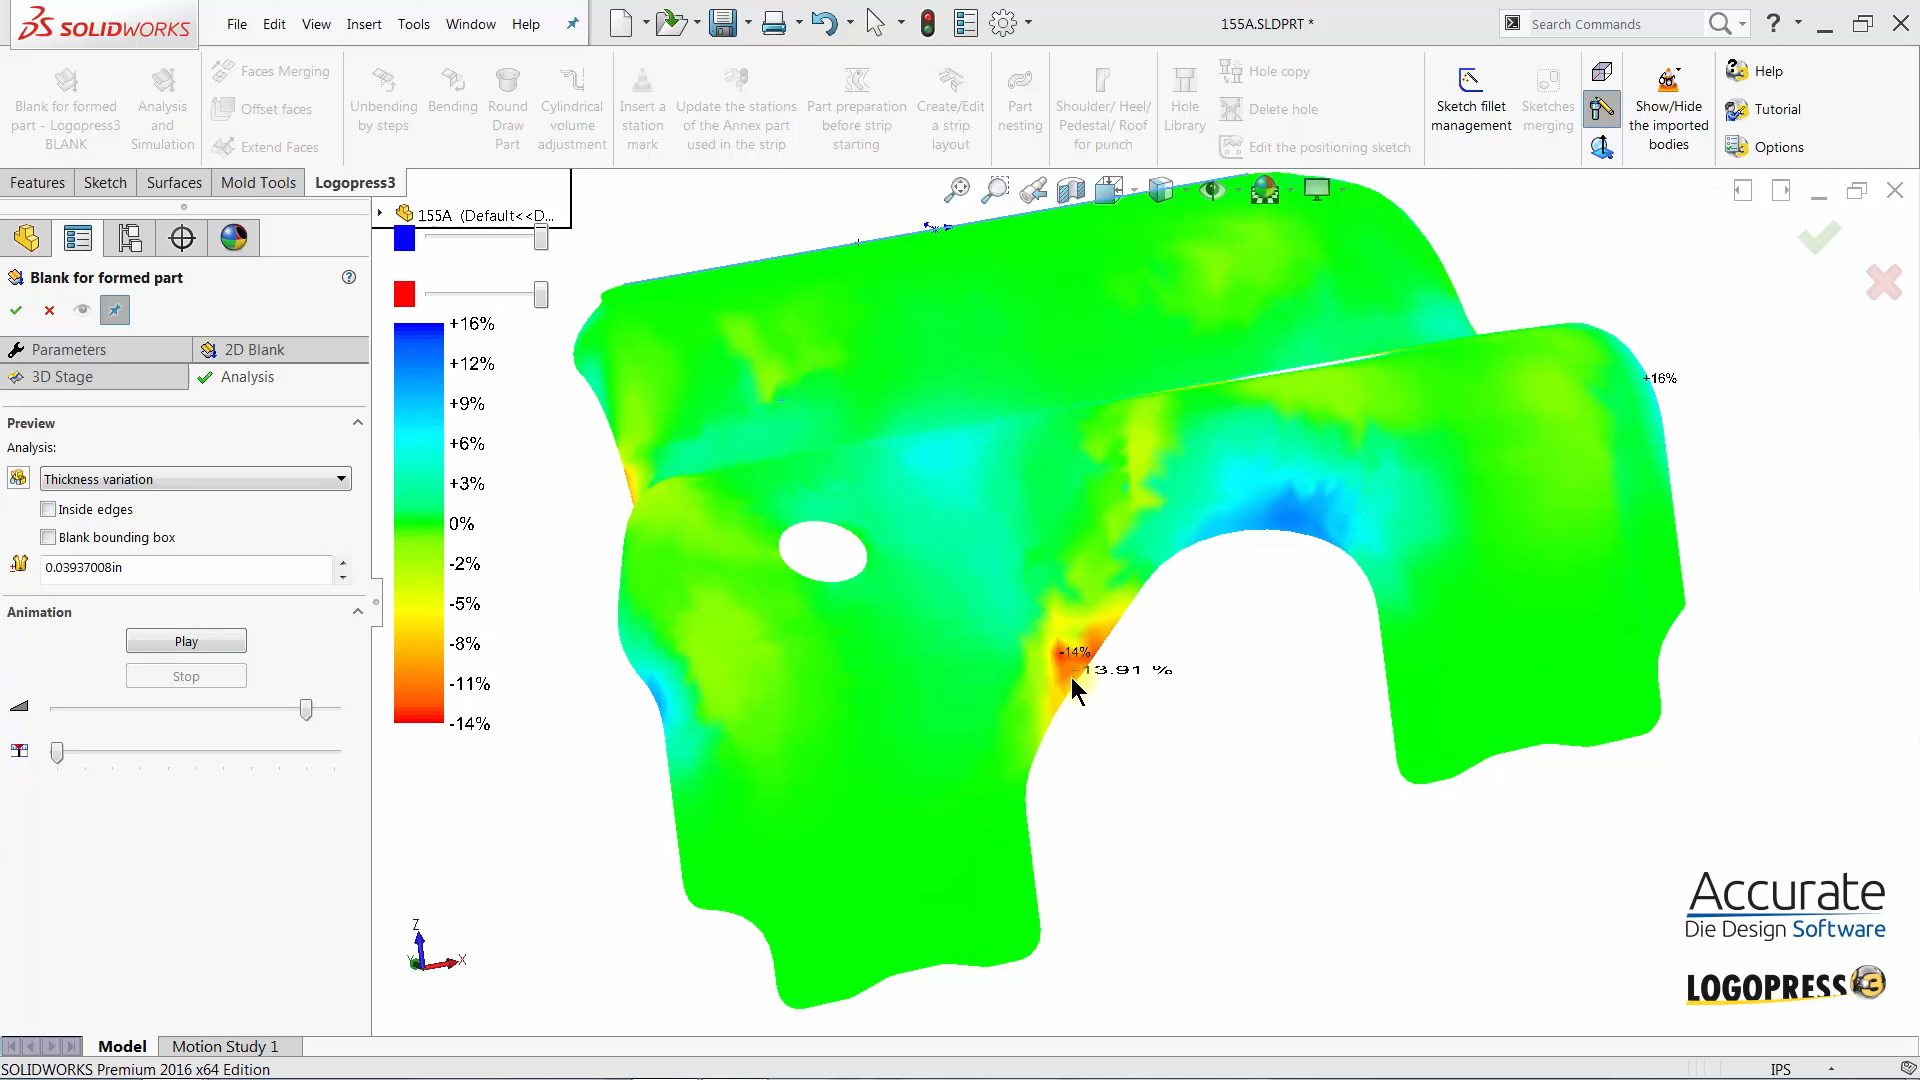 SOLIDWORKS
File Edit View Insert Tools Window Help
155A.SLDPRT *
Search Commands
?
Blank for formed
part - Logopress3
BLANK
Analysis
and
Simulation
Faces Merging
Offset faces
Extend Faces
Unbending
by steps
Bending
Round
Draw
Part
Cylindrical
volume
adjustment
Insert a
station
mark
Update the stations
of the Annex part
used in the strip
Part preparation
before strip
starting
Create/Edit
a strip
layout
Part
nesting
Shoulder/ Heel/
Pedestal/ Roof
for punch
Hole
Library
Hole copy
Delete hole
Edit the positioning sketch
Sketch fillet
management
Sketches
merging
Show/Hide
the imported
bodies
Help
Tutorial
Options
Features Sketch Surfaces Mold Tools Logopress3
155A (Default<<D...
Blank for formed part
Parameters
2D Blank
3D Stage
Analysis
Preview
Analysis:
Thickness variation
Inside edges
Blank bounding box
0.03937008in
Animation
Play
Stop
+16%
+12%
+9%
+6%
+3%
0%
-2%
-5%
-8%
-11%
-14%
+16%
-14%
-13.91 %
Z
Y
X
Accurate
Die Design Software
LOGOPRESS3
Model
Motion Study 1
SOLIDWORKS Premium 2016 x64 Edition
IPS